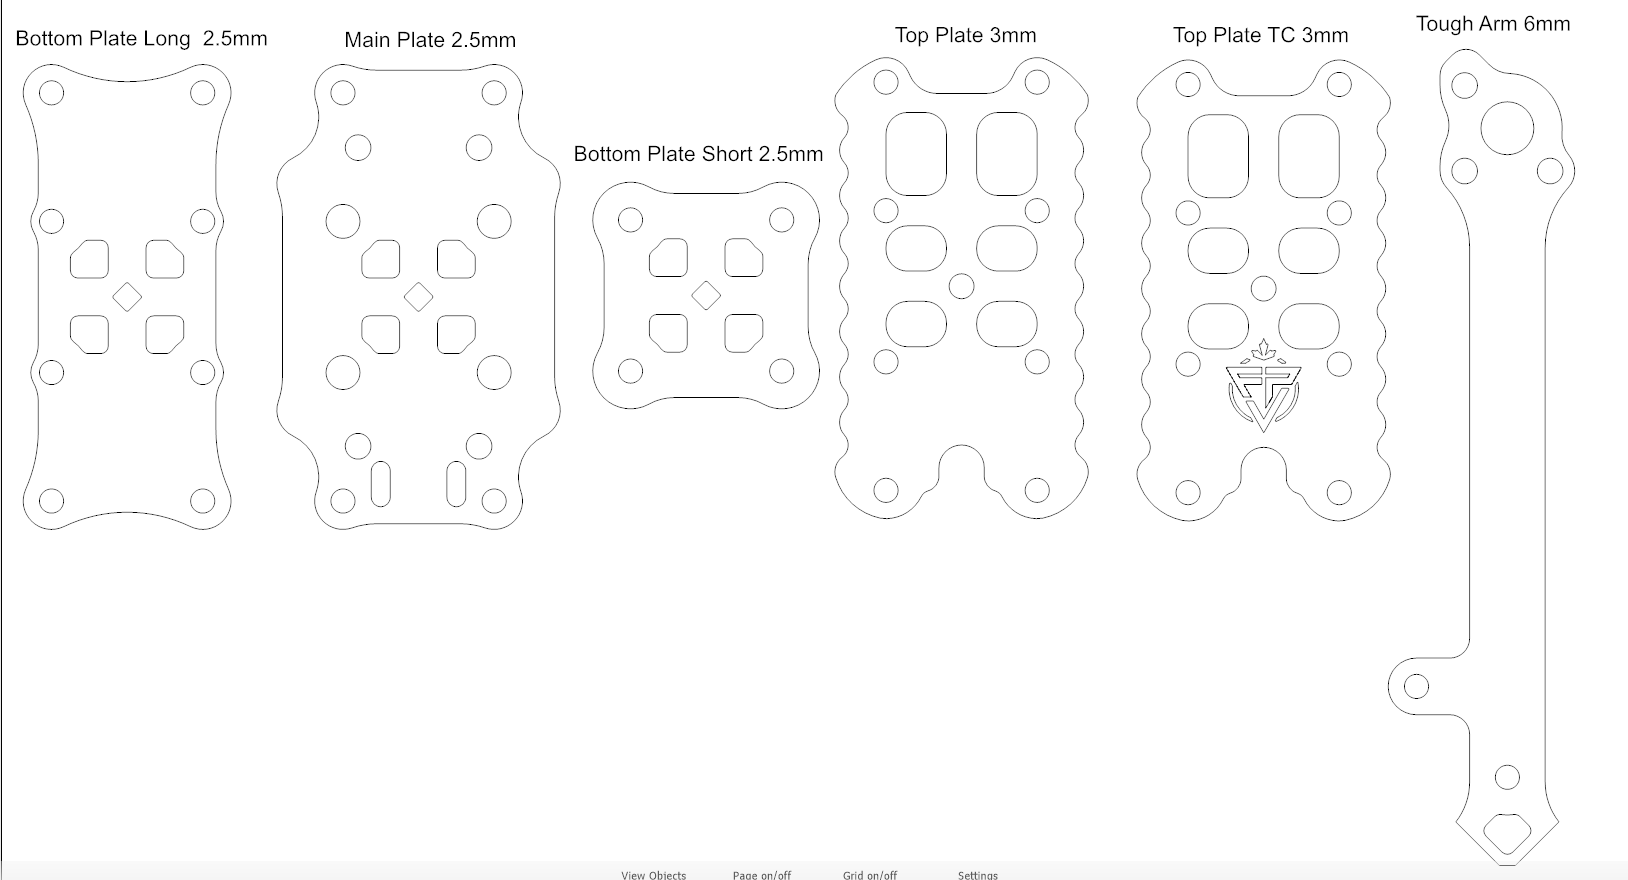 Bottom Plate Long  2.5mm
Main Plate 2.5mm
Bottom Plate Short 2.5mm
Top Plate 3mm
Top Plate TC 3mm
Tough Arm 6mm
FPV
View Objects
Page on/off
Grid on/off
Settings